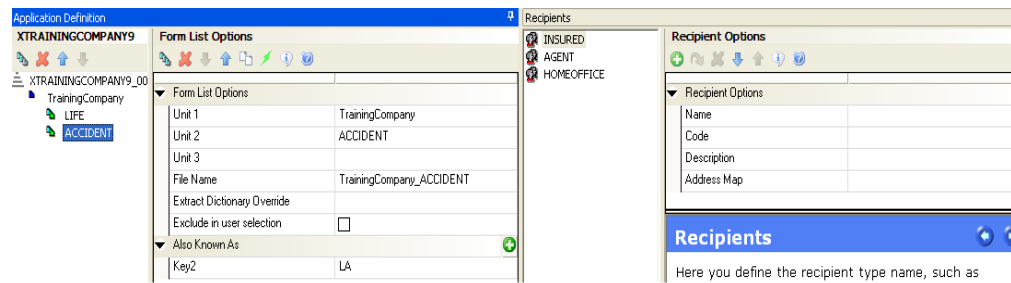 Application Definition
XTRAININGCOMPANY9
XTRAININGCOMPANY9_00
TrainingCompany
LIFE
ACCIDENT
Form List Options
Form List Options
Unit 1 TrainingCompany
Unit 2 ACCIDENT
Unit 3
File Name TrainingCompany_ACCIDENT
Extract Dictionary Override
Exclude in user selection
Also Known As
Key2 LA
Recipients
INSURED
AGENT
HOMEOFFICE
Recipient Options
Recipient Options
Name
Code
Description
Address Map
Recipients
Here you define the recipient type name, such as